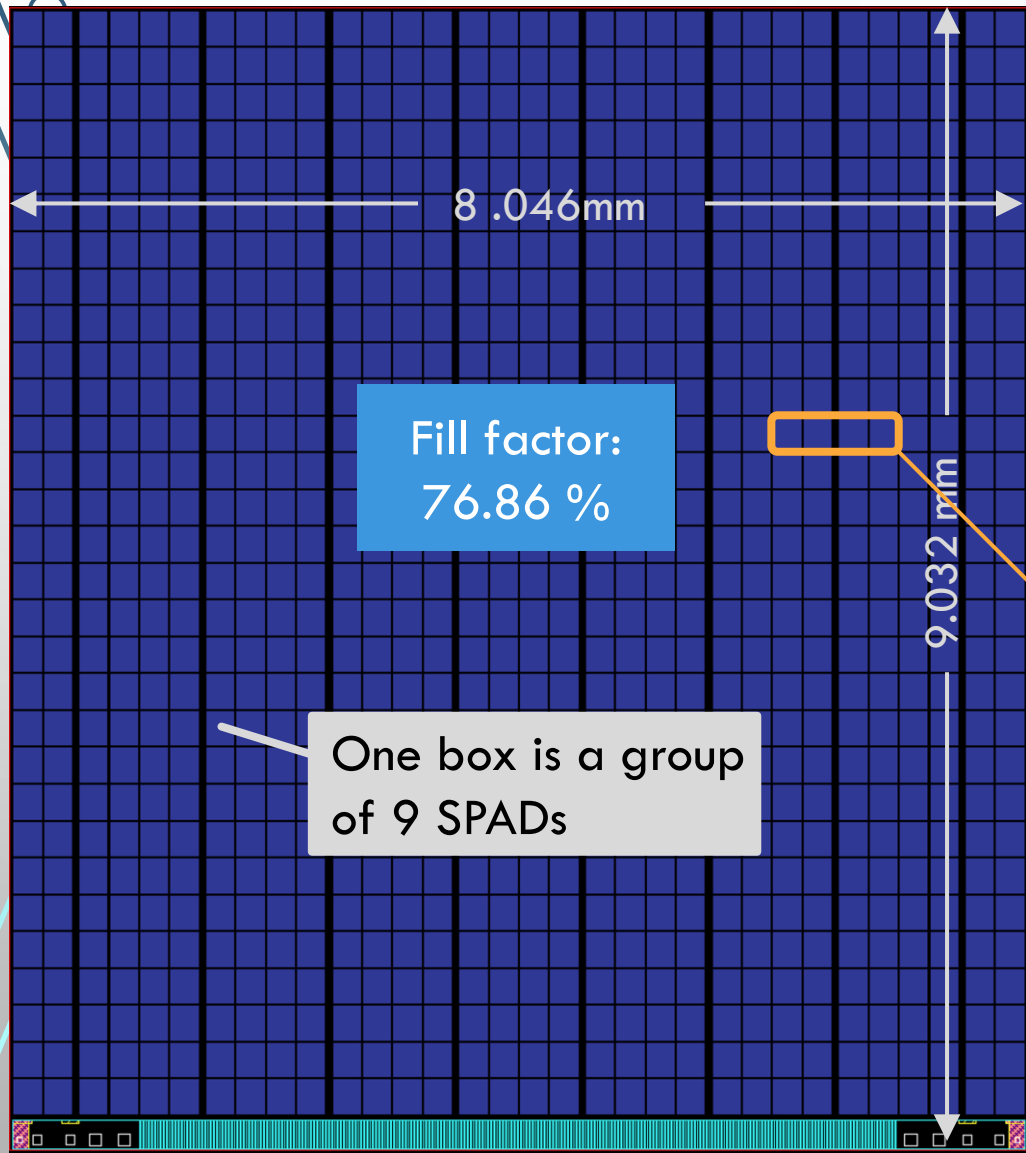 8 .046mm
Fill factor:
76.86 %
9.032 mm
One box is a group
of 9 SPADs